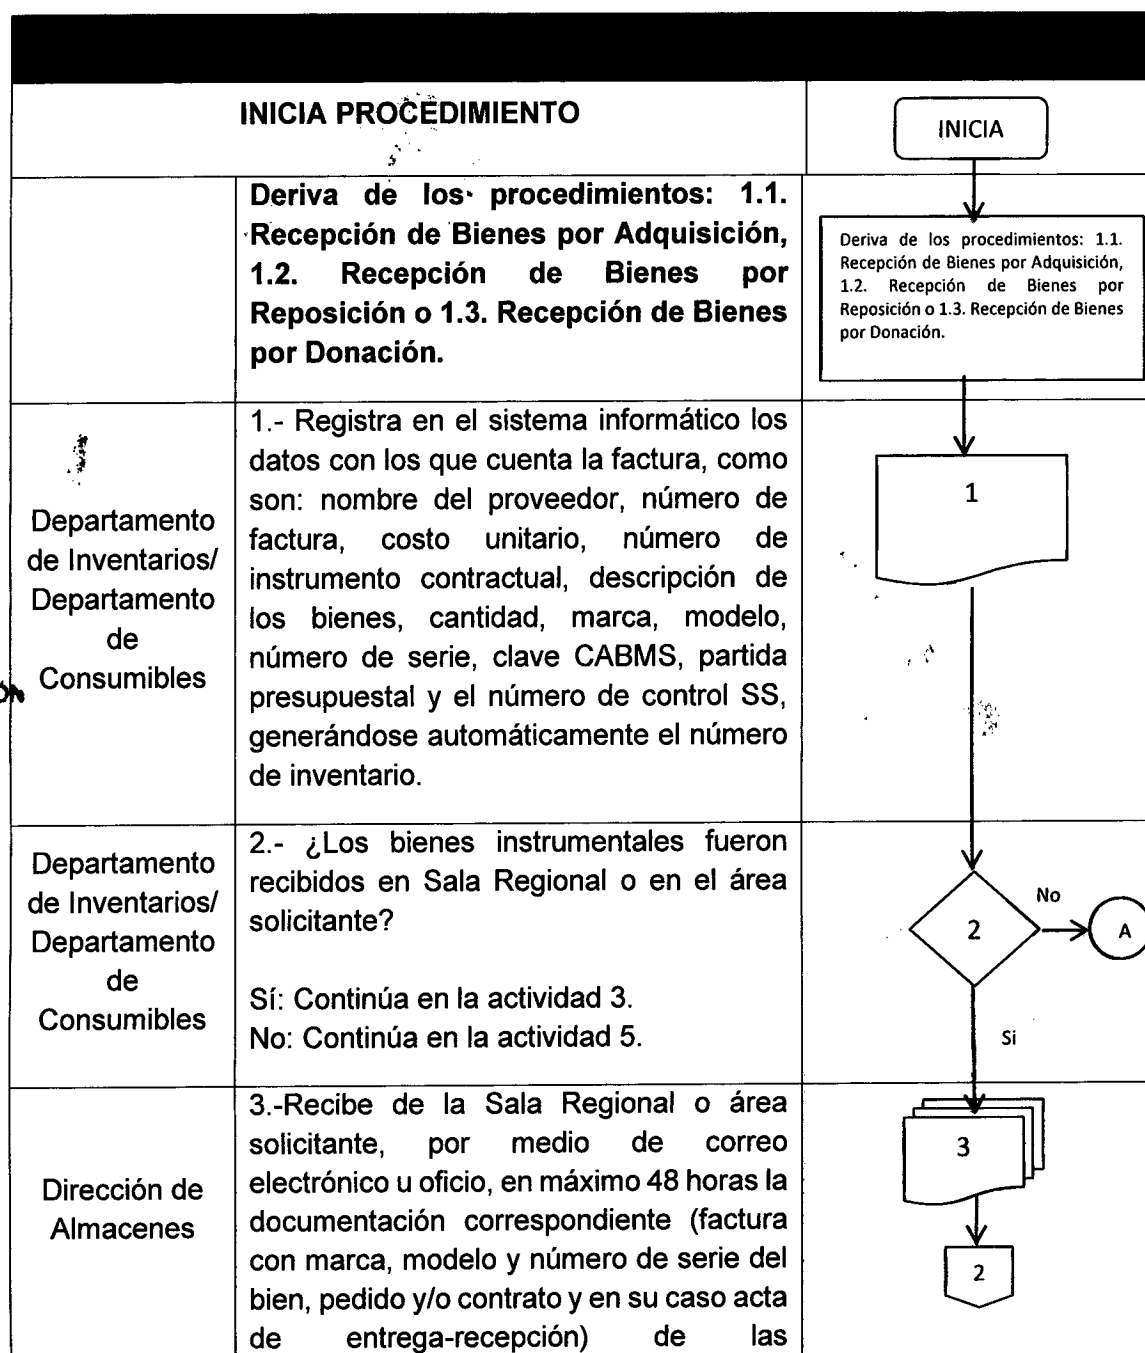 INICIA PROCEDIMIENTO
INICIA
Deriva de los procedimientos: 1.1.
Recepción de Bienes por Adquisición,
1.2. Recepción de Bienes por
Reposición o 1.3. Recepción de Bienes
por Donación.
Deriva de los procedimientos: 1.1.
Recepción de Bienes por Adquisición,
1.2. Recepción de Bienes por
Reposición o 1.3. Recepción de Bienes
por Donación.
Departamento
de Inventarios/
Departamento
de
Consumibles
1.- Registra en el sistema informático los
datos con los que cuenta la factura, como
son: nombre del proveedor, número de
factura, costo unitario, número de
instrumento contractual, descripción de
los bienes, cantidad, marca, modelo,
número de serie, clave CABMS, partida
presupuestal y el número de control SS,
generándose automáticamente el número
de inventario.
1
Departamento
de Inventarios/
Departamento
de
Consumibles
2.- ¿Los bienes instrumentales fueron
recibidos en Sala Regional o en el área
solicitante?
Sí: Continúa en la actividad 3.
No: Continúa en la actividad 5.
2
No
A
Si
Dirección de
Almacenes
3.-Recibe de la Sala Regional o área
solicitante, por medio de correo
electrónico u oficio, en máximo 48 horas la
documentación correspondiente (factura
con marca, modelo y número de serie del
bien, pedido y/o contrato y en su caso acta
de entrega-recepción) de las
3
2